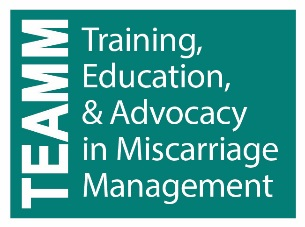 TEAMM
Training,
Education,
& Advocacy
in Miscarriage
Management